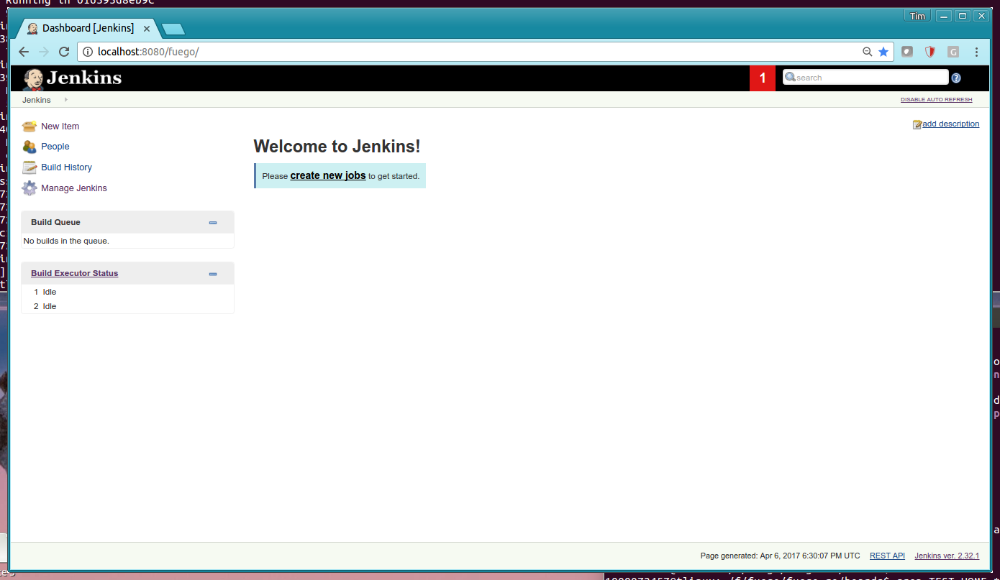 Running in 016393d8eb9c
Tim
Dashboard [Jenkins]
localhost:8080/fuego/
Jenkins
1
search
Jenkins
DISABLE AUTO REFRESH
add description
New Item
People
Build History
Manage Jenkins
Welcome to Jenkins!
Please create new jobs to get started.
Build Queue
No builds in the queue.
Build Executor Status
1 Idle
2 Idle
Page generated: Apr 6, 2017 6:30:07 PM UTC REST API Jenkins ver. 2.32.1